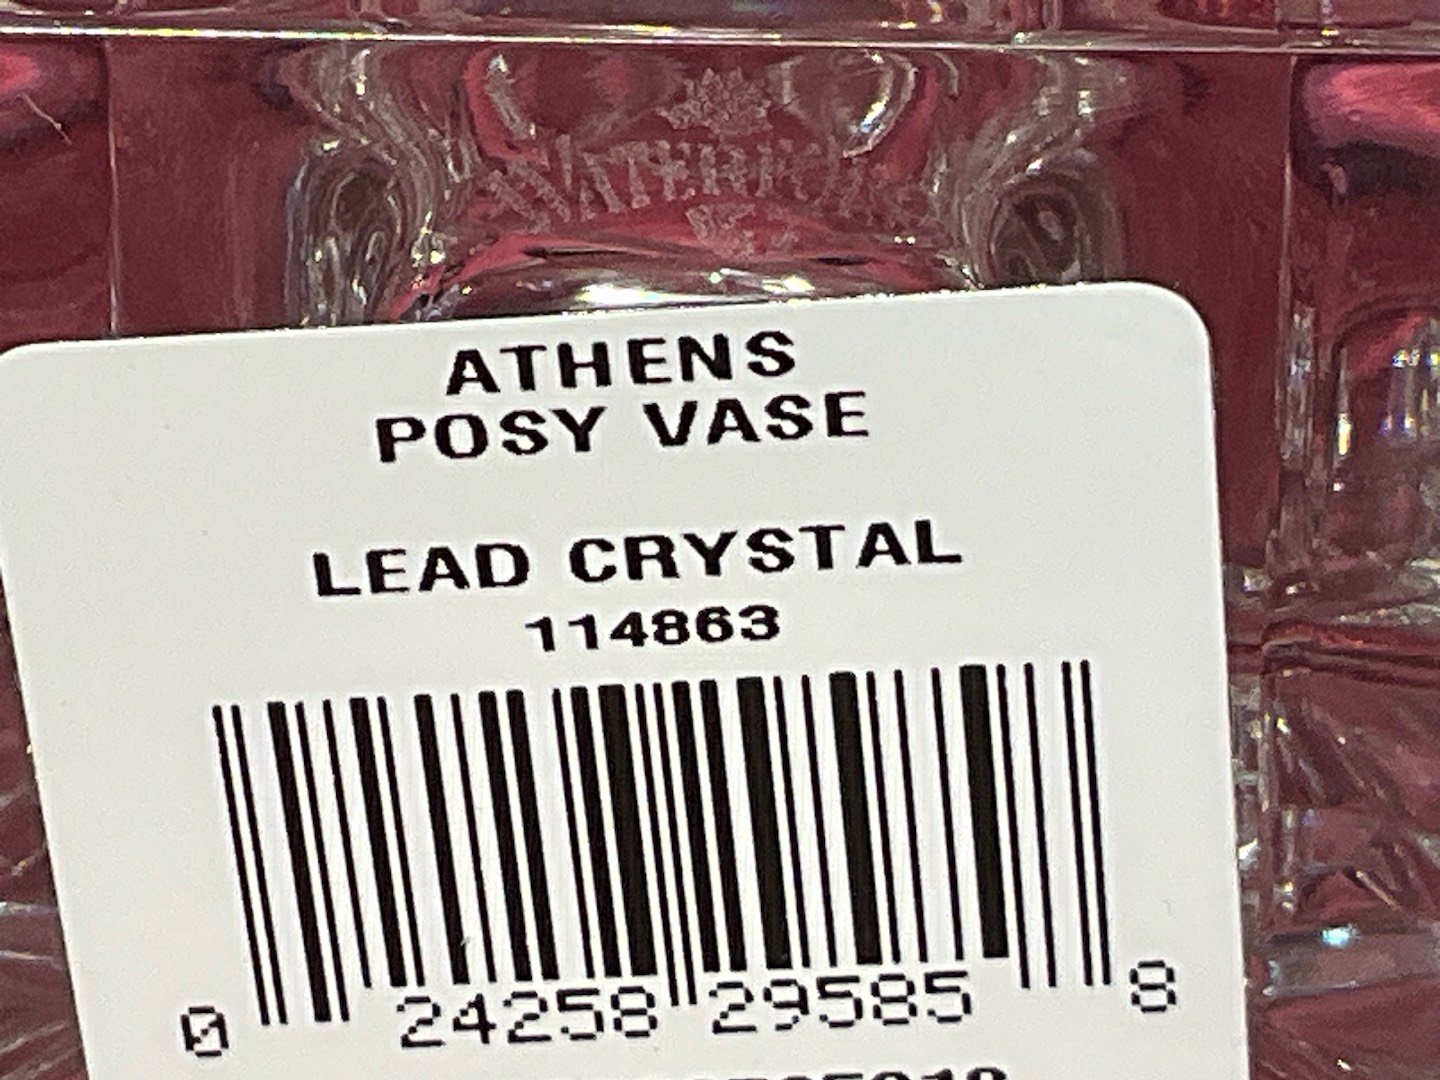 ATHENS
POSY VASE
LEAD CRYSTAL
114863
0 24258 29585 8